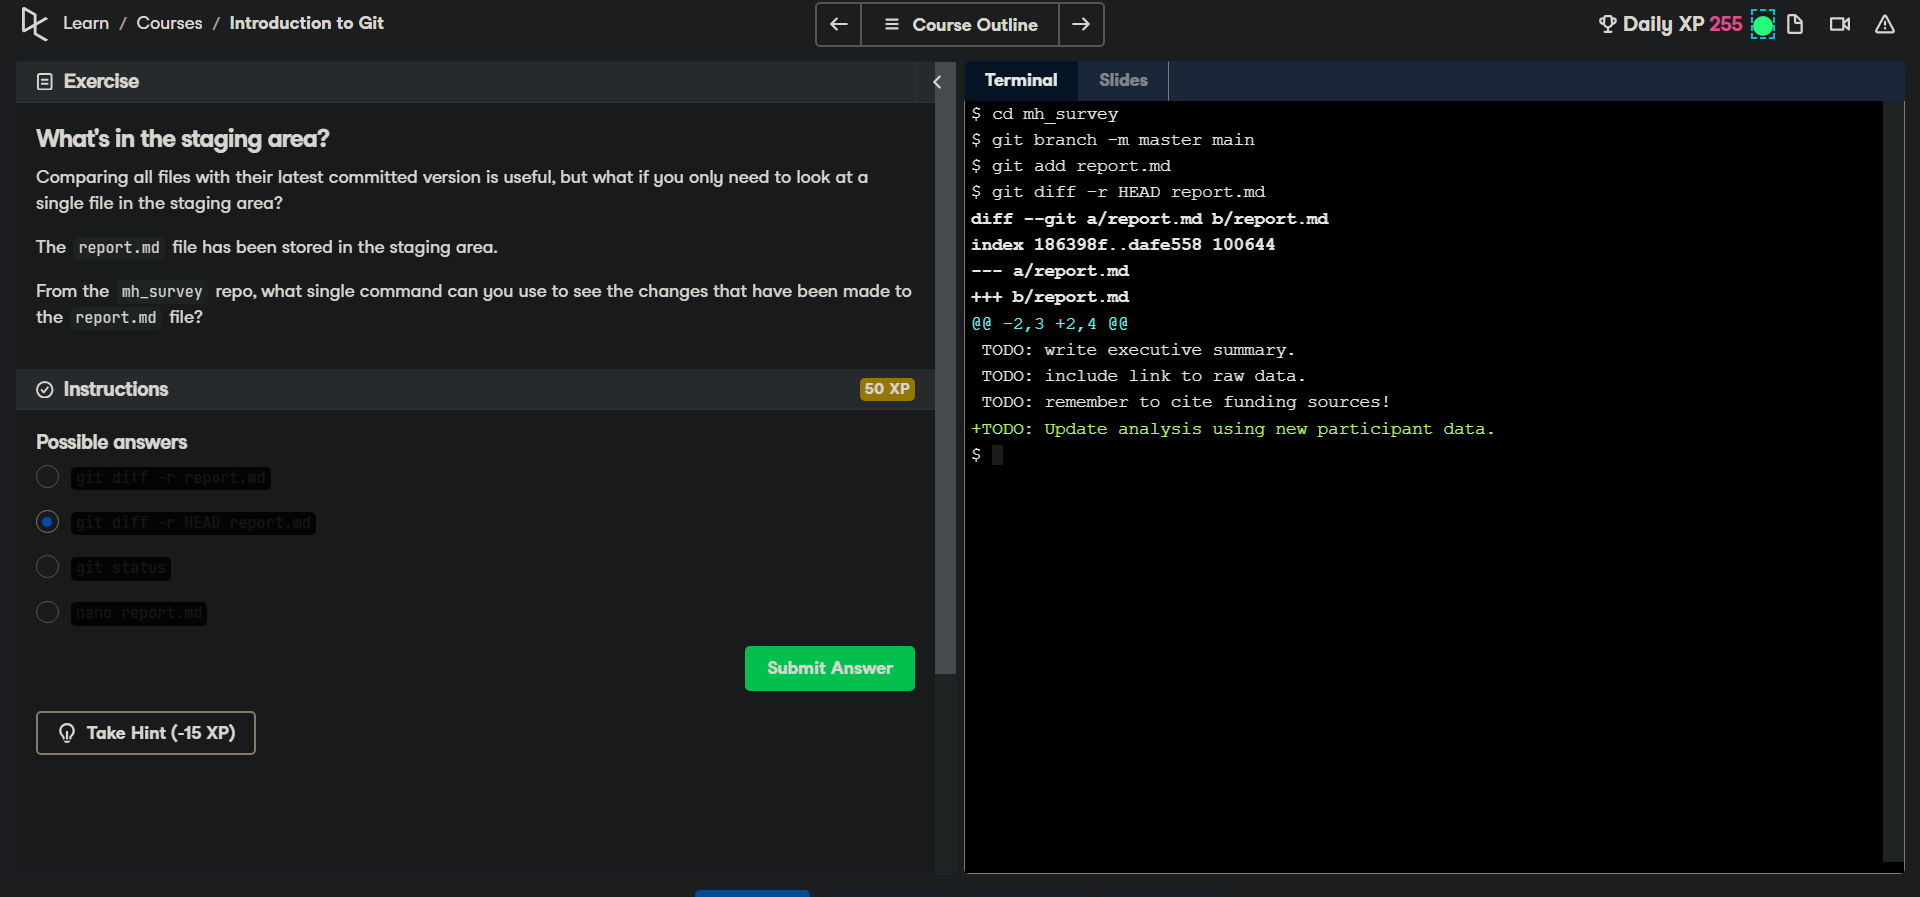 Learn / Courses / Introduction to Git
Course Outline
Daily XP 255
Exercise
What's in the staging area?
Comparing all files with their latest committed version is useful, but what if you only need to look at a
single file in the staging area?
The report.md file has been stored in the staging area.
From the mh_survey repo, what single command can you use to see the changes that have been made to
the report.md file?
Instructions
50 XP
Possible answers
git diff -r report.md
git diff -r HEAD report.md
git status
nano report.md
Submit Answer
Take Hint (-15 XP)
Terminal
Slides
$ cd mh_survey
$ git branch -m master main
$ git add report.md
$ git diff -r HEAD report.md
diff --git a/report.md b/report.md
index 186398f..dafe558 100644
--- a/report.md
+++ b/report.md
@@ -2,3 +2,4 @@
TODO: write executive summary.
TODO: include link to raw data.
TODO: remember to cite funding sources!
+TODO: Update analysis using new participant data.
$